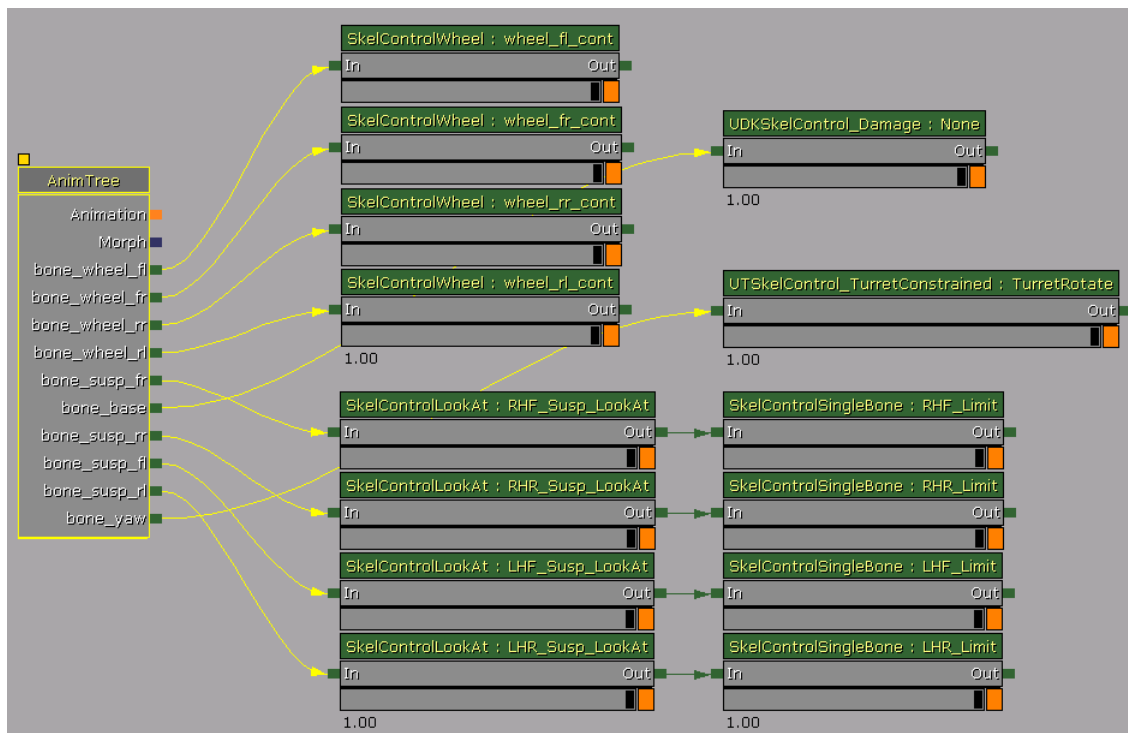 AnimTree
Animation
Morph
bone_wheel_fl
bone_wheel_fr
bone_wheel_rr
bone_wheel_rl
bone_susp_fr
bone_base
bone_susp_rr
bone_susp_fl
bone_susp_rl
bone_yaw
SkelControlWheel : wheel_fl_cont
In Out
SkelControlWheel : wheel_fr_cont
In Out
SkelControlWheel : wheel_rr_cont
In Out
SkelControlWheel : wheel_rl_cont
In Out
1.00
UDKSkelControl_Damage : None
In Out
1.00
UTSkelControl_TurretConstrained : TurretRotate
In Out
1.00
SkelControlLookAt : RHF_Susp_LookAt
In Out
SkelControlLookAt : RHR_Susp_LookAt
In Out
SkelControlLookAt : LHF_Susp_LookAt
In Out
SkelControlLookAt : LHR_Susp_LookAt
In Out
1.00
SkelControlSingleBone : RHF_Limit
In Out
SkelControlSingleBone : RHR_Limit
In Out
SkelControlSingleBone : LHF_Limit
In Out
SkelControlSingleBone : LHR_Limit
In Out
1.00